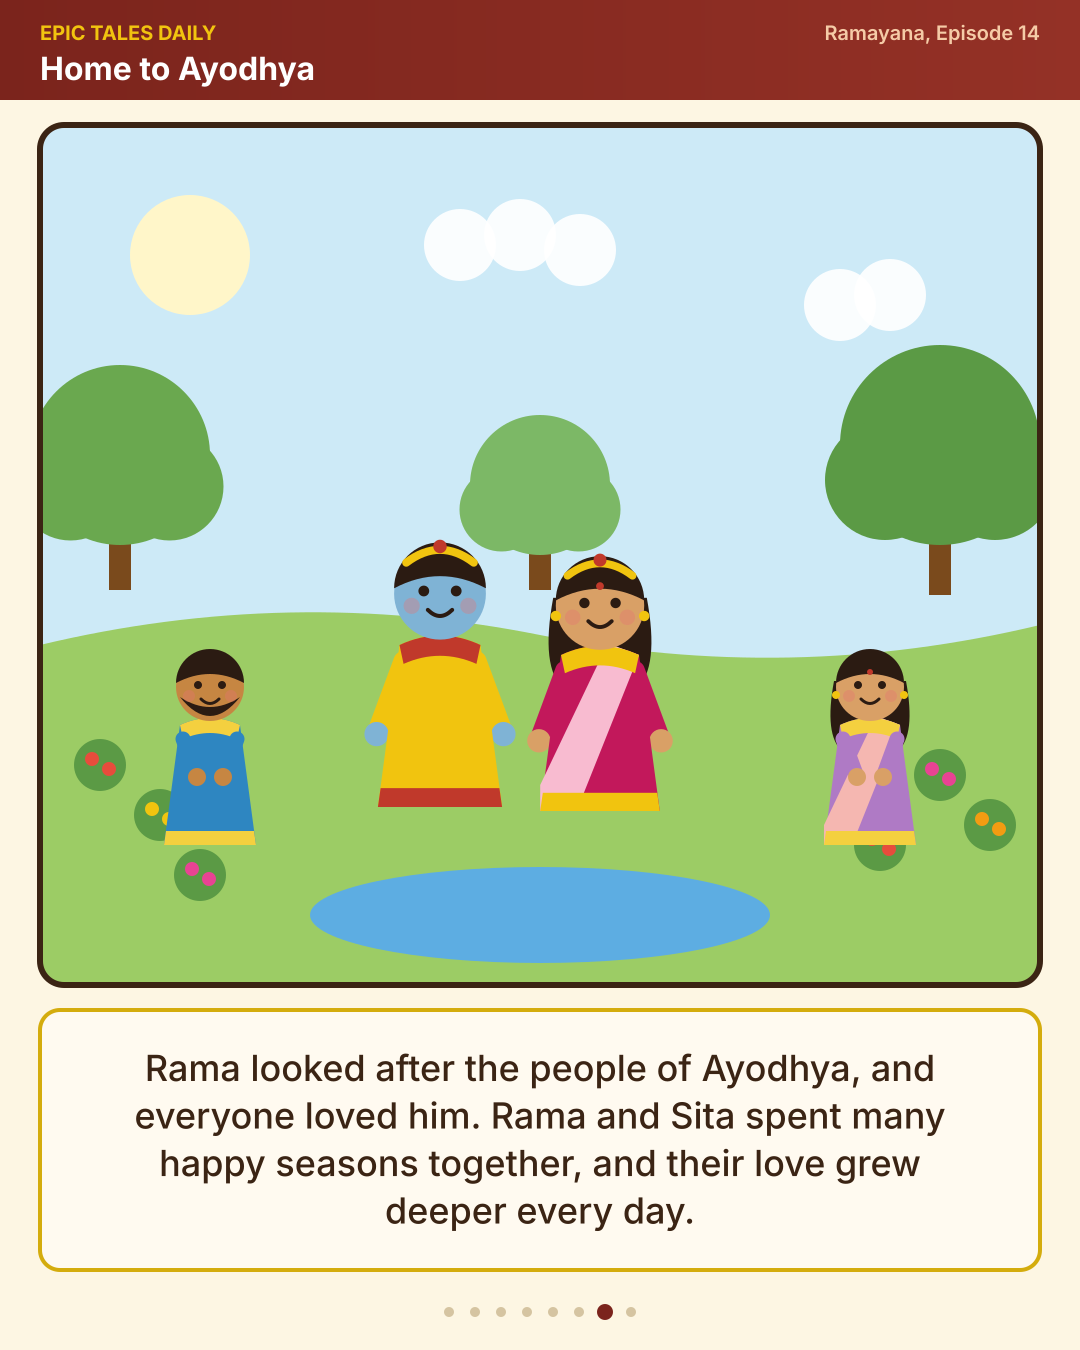 EPIC TALES DAILY
Ramayana, Episode 14
Home to Ayodhya
Rama looked after the people of Ayodhya, and
everyone loved him. Rama and Sita spent many
happy seasons together, and their love grew
deeper every day.